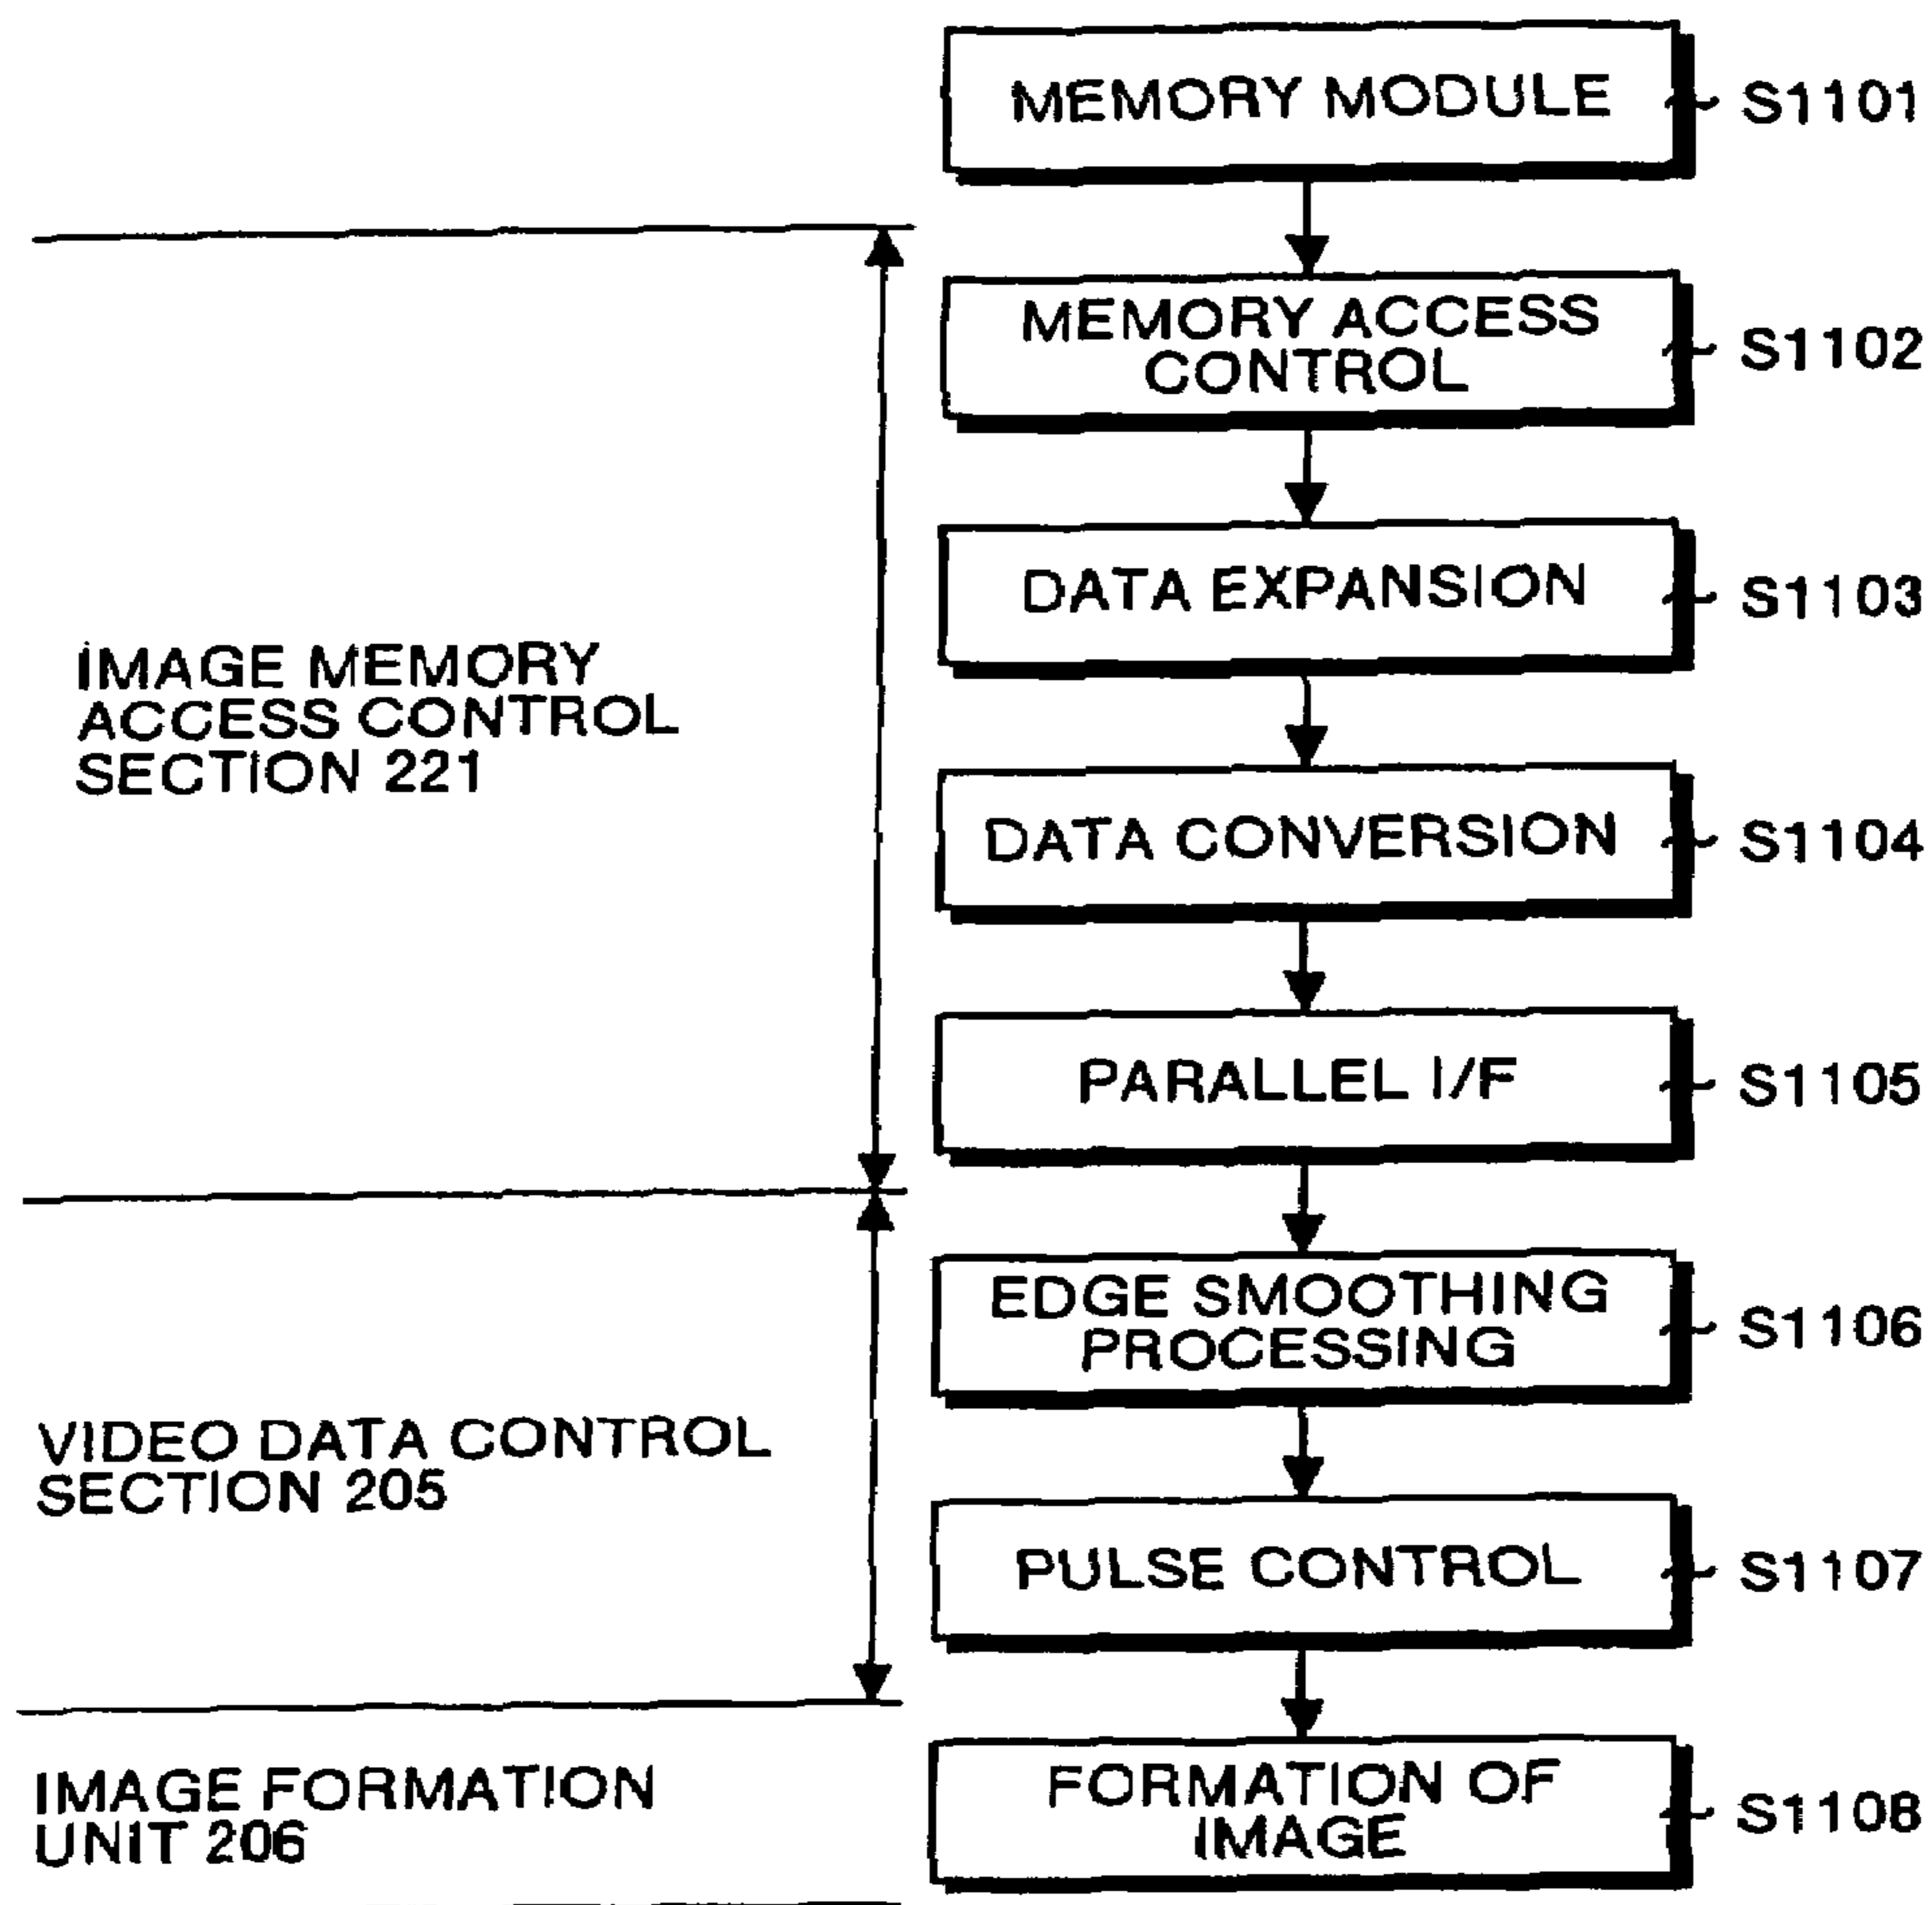 MEMORY MODULE
S1101
MEMORY ACCESS
CONTROL
S1102
DATA EXPANSION
S1103
IMAGE MEMORY
ACCESS CONTROL
SECTION 221
DATA CONVERSION
S1104
PARALLEL I/F
S1105
EDGE SMOOTHING
PROCESSING
S1106
VIDEO DATA CONTROL
SECTION 205
PULSE CONTROL
S1107
IMAGE FORMATION
UNIT 206
FORMATION OF
IMAGE
S1108